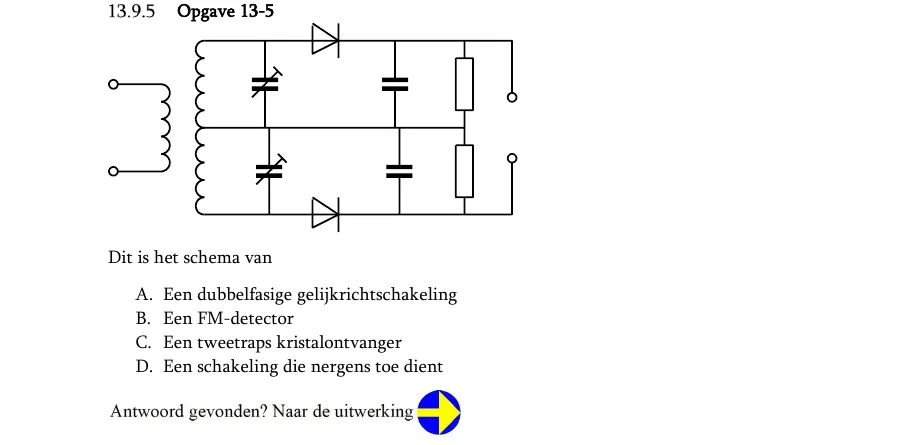 13.9.5 Opgave 13-5
Dit is het schema van
A. Een dubbelfasige gelijkrichtschakeling
B. Een FM-detector
C. Een tweetraps kristalontvanger
D. Een schakeling die nergens toe dient
Antwoord gevonden? Naar de uitwerking